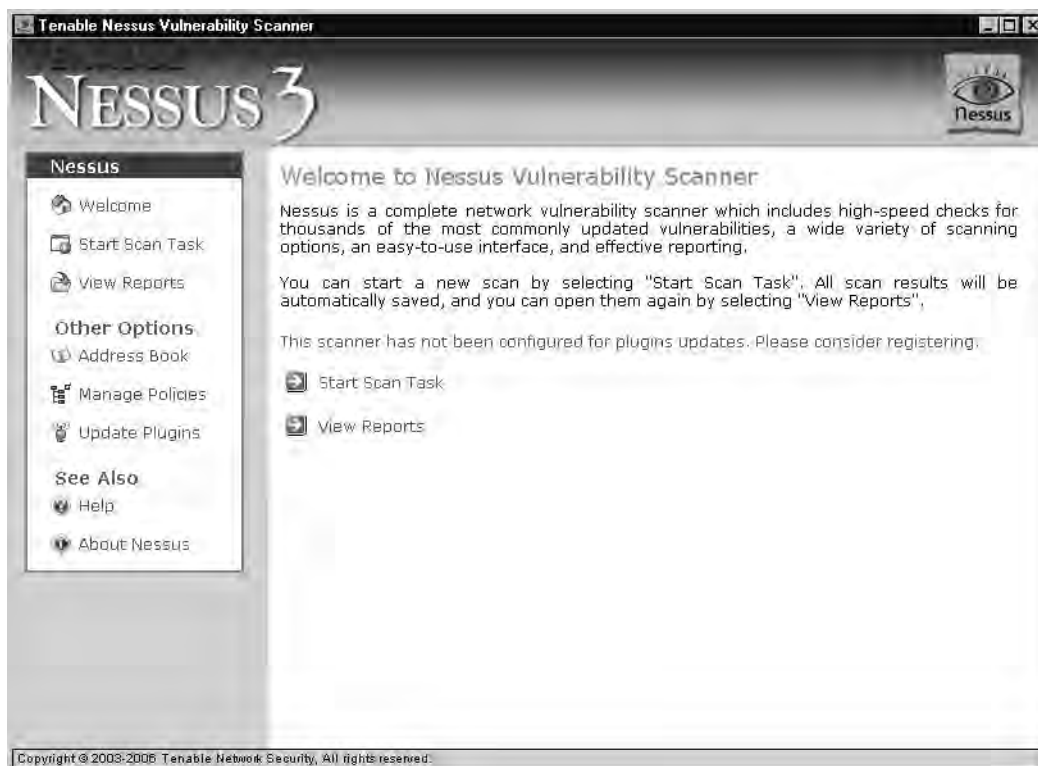 Tenable Nessus Vulnerability Scanner
NESSUS 3
Nessus
Nessus
Welcome
Start Scan Task
View Reports
Other Options
Address Book
Manage Policies
Update Plugins
See Also
Help
About Nessus
Welcome to Nessus Vulnerability Scanner
Nessus is a complete network vulnerability scanner which includes high-speed checks for
thousands of the most commonly updated vulnerabilities, a wide variety of scanning
options, an easy-to-use interface, and effective reporting.
You can start a new scan by selecting "Start Scan Task". All scan results will be
automatically saved, and you can open them again by selecting "View Reports".
This scanner has not been configured for plugins updates. Please consider registering.
Start Scan Task
View Reports
Copyright © 2003-2006 Tenable Network Security, All rights reserved.